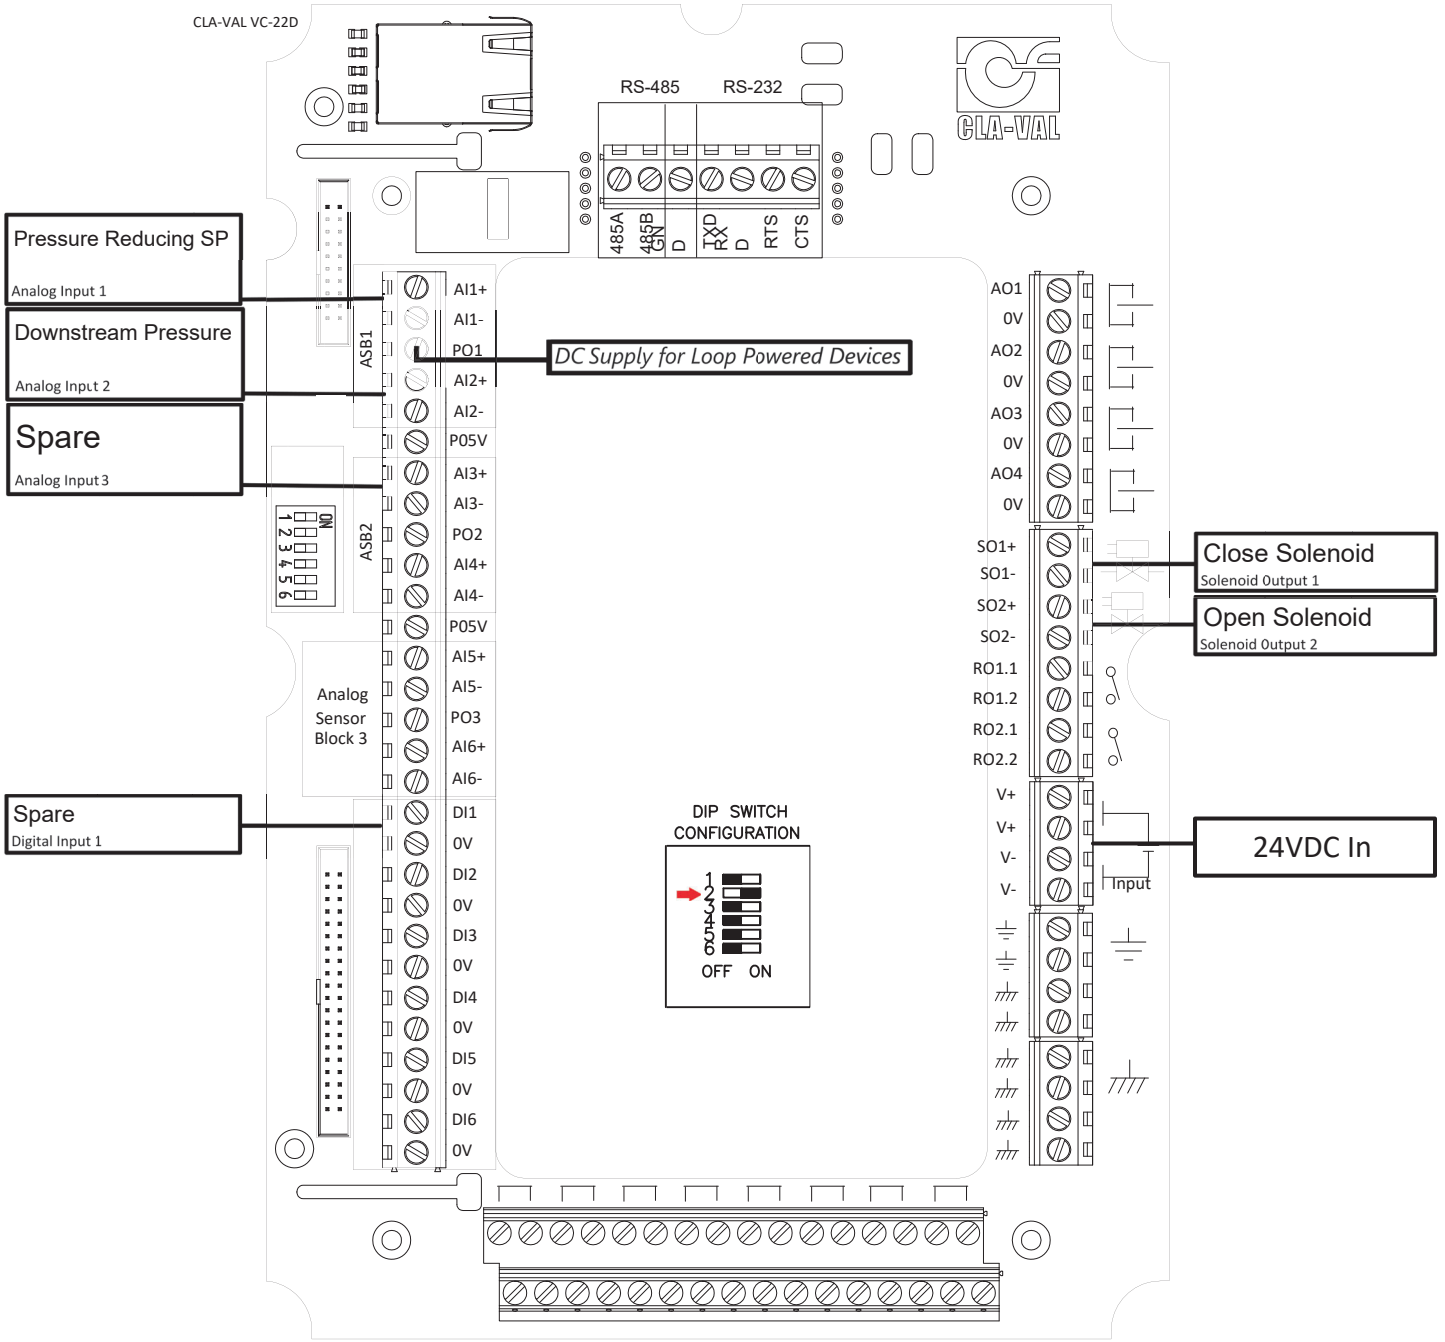 CLA-VAL VC-22D
RS-485 RS-232
CLA-VAL
485A
485B
GN
D
TXD
RX
D
RTS
CTS
Pressure Reducing SP
Analog Input 1
Downstream Pressure
Analog Input 2
Spare
Analog Input 3
ASB1
ASB2
AI1+
AI1-
PO1
AI2+
AI2-
P05V
AI3+
AI3-
PO2
AI4+
AI4-
P05V
AI5+
AI5-
PO3
AI6+
AI6-
DI1
0V
DI2
0V
DI3
0V
DI4
0V
DI5
0V
DI6
0V
DC Supply for Loop Powered Devices
ON
1
2
3
4
5
6
Analog
Sensor
Block 3
Spare
Digital Input 1
DIP SWITCH
CONFIGURATION
1
2
3
4
5
6
OFF ON
AO1
0V
AO2
0V
AO3
0V
AO4
0V
SO1+
SO1-
SO2+
SO2-
RO1.1
RO1.2
RO2.1
RO2.2
V+
V+
V-
V-
Close Solenoid
Solenoid Output 1
Open Solenoid
Solenoid Output 2
24VDC In
Input